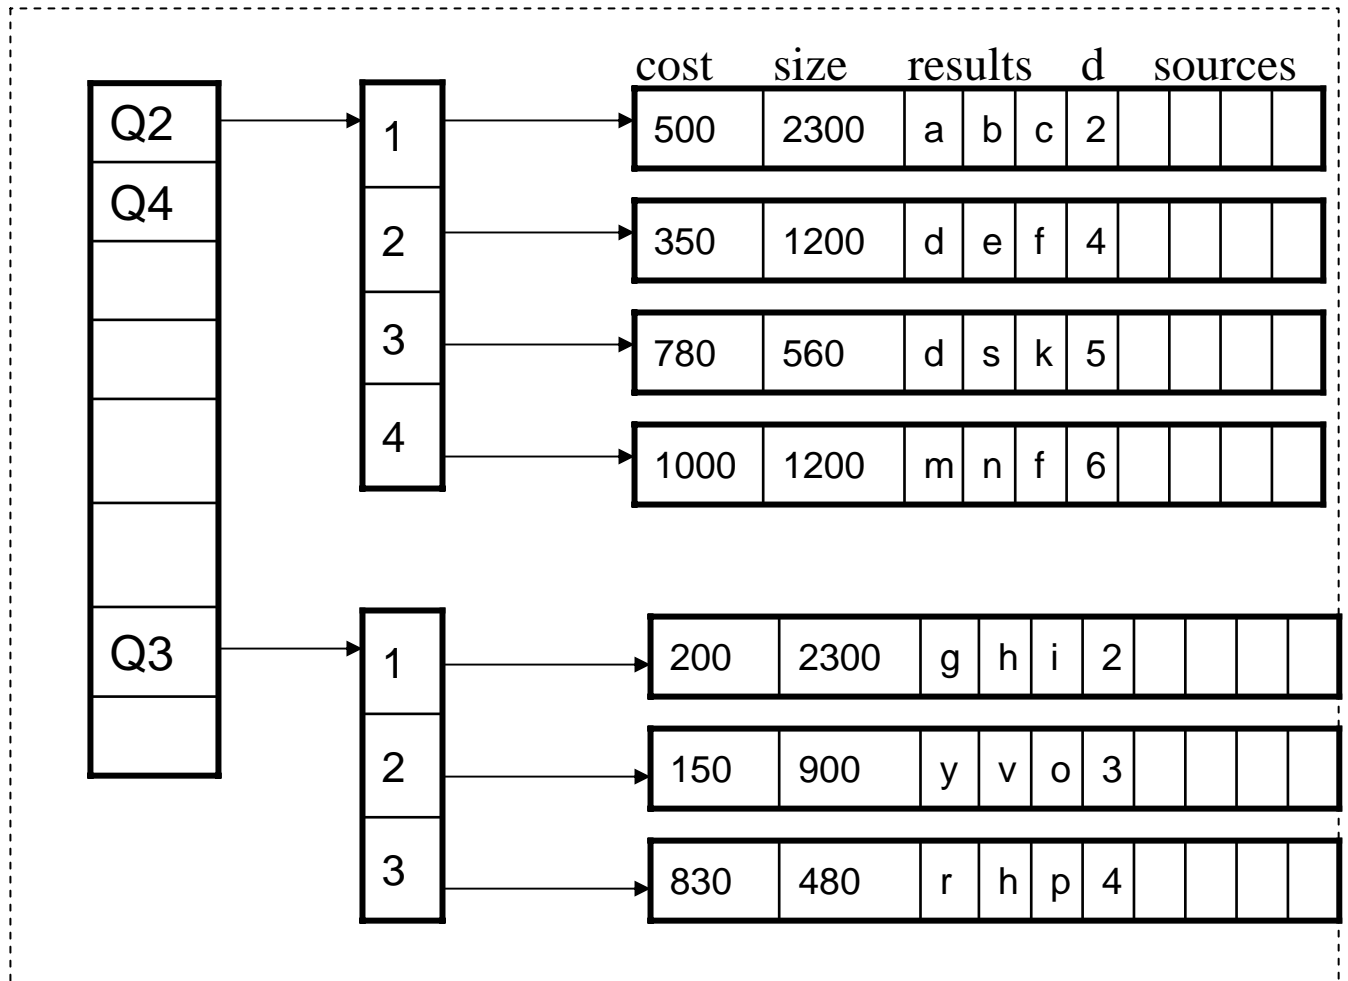 cost size results d sources
Q2 1 500 2300 a b c 2
Q4 2 350 1200 d e f 4
3 780 560 d s k 5
4 1000 1200 m n f 6
Q3 1 200 2300 g h i 2
2 150 900 y v o 3
3 830 480 r h p 4